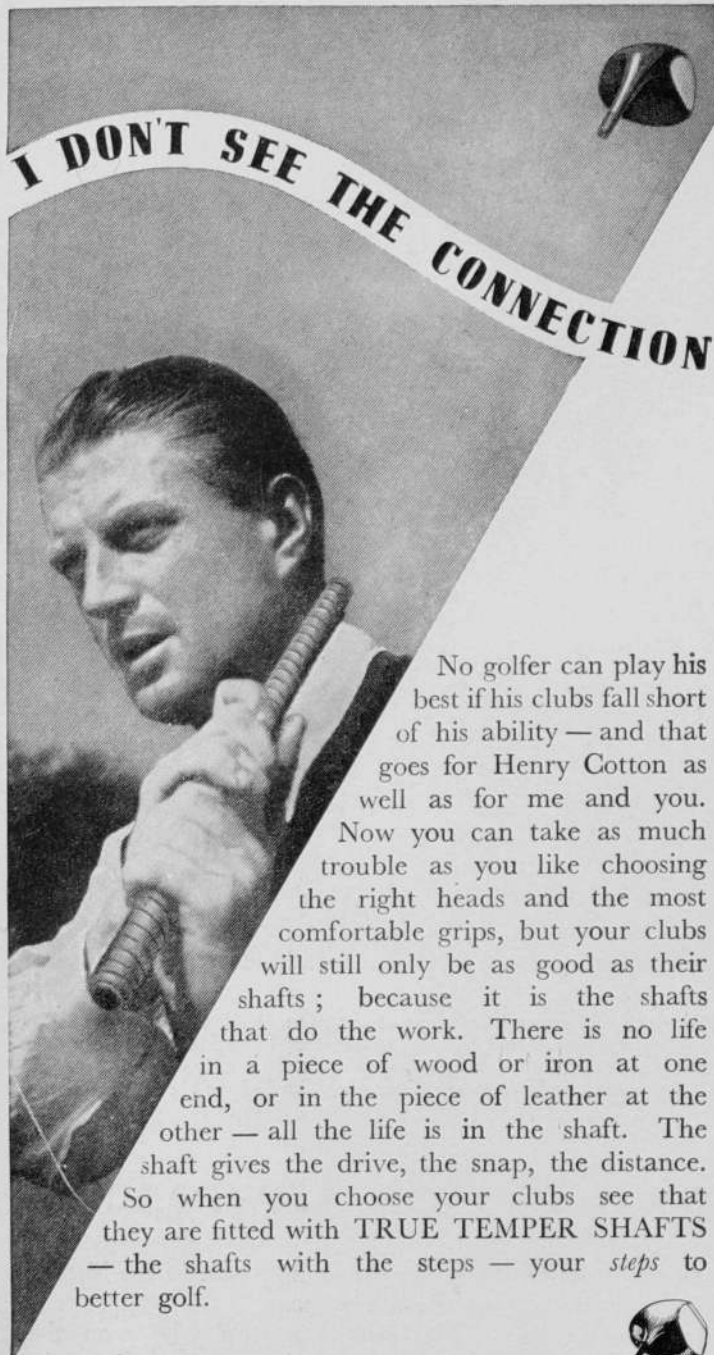 I DON'T SEE THE CONNECTION
No golfer can play his
best if his clubs fall short
of his ability — and that
goes for Henry Cotton as
well as for me and you.
Now you can take as much
trouble as you like choosing
the right heads and the most
comfortable grips, but your clubs
will still only be as good as their
shafts ; because it is the shafts
that do the work. There is no life
in a piece of wood or iron at one
end, or in the piece of leather at the
other — all the life is in the shaft. The
shaft gives the drive, the snap, the distance.
So when you choose your clubs see that
they are fitted with TRUE TEMPER SHAFTS
— the shafts with the steps — your steps to
better golf.